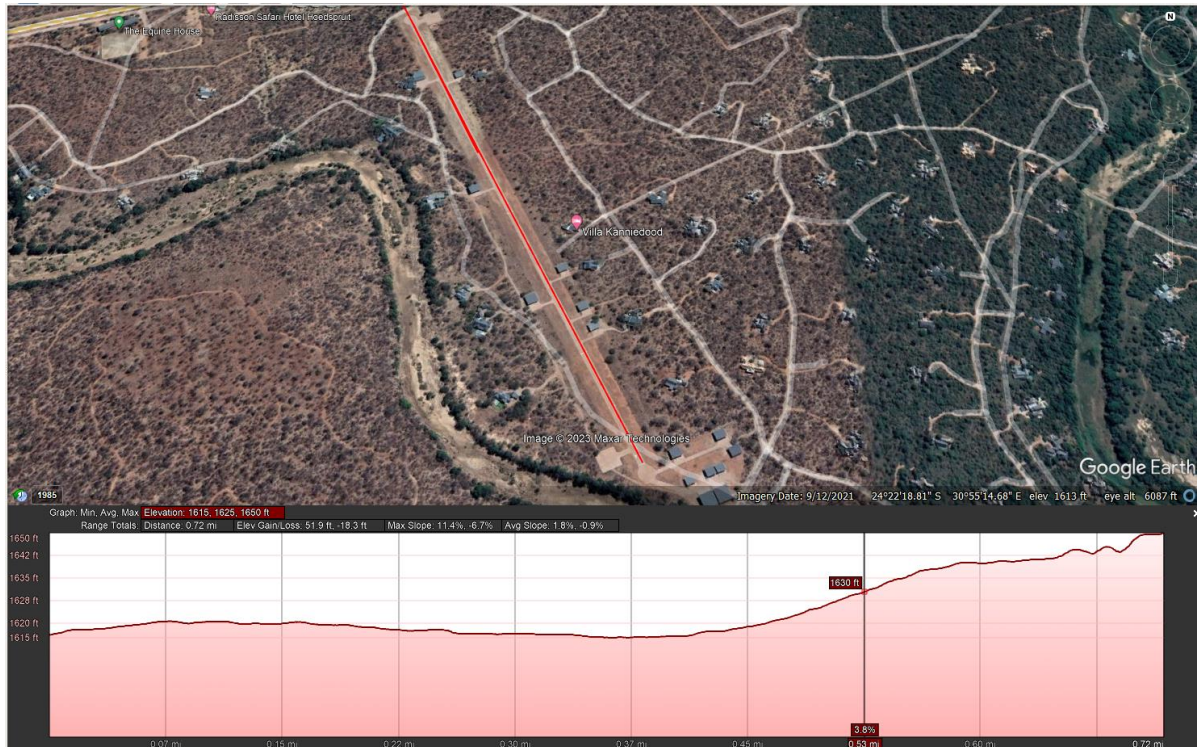 Radisson Safari Hotel Hoedspruit
The Equine House
N
Villa Kanniedood
Image © 2023 Maxar Technologies
Google Earth
1985
Imagery Date: 9/12/2021 24°22'18.81" S 30°55'14.68" E elev 1613 ft eye alt 6087 ft
Graph: Min, Avg, Max Elevation: 1615, 1625, 1650 ft
Range Totals: Distance: 0.72 mi Elev Gain/Loss: 51.9 ft, -18.3 ft Max Slope: 11.4%, -6.7% Avg Slope: 1.8%, -0.9%
1650 ft
1642 ft
1635 ft
1630 ft
1628 ft
1620 ft
1615 ft
3.8%
0.07 mi 0.15 mi 0.22 mi 0.30 mi 0.37 mi 0.45 mi 0.53 mi 0.60 mi 0.72 mi